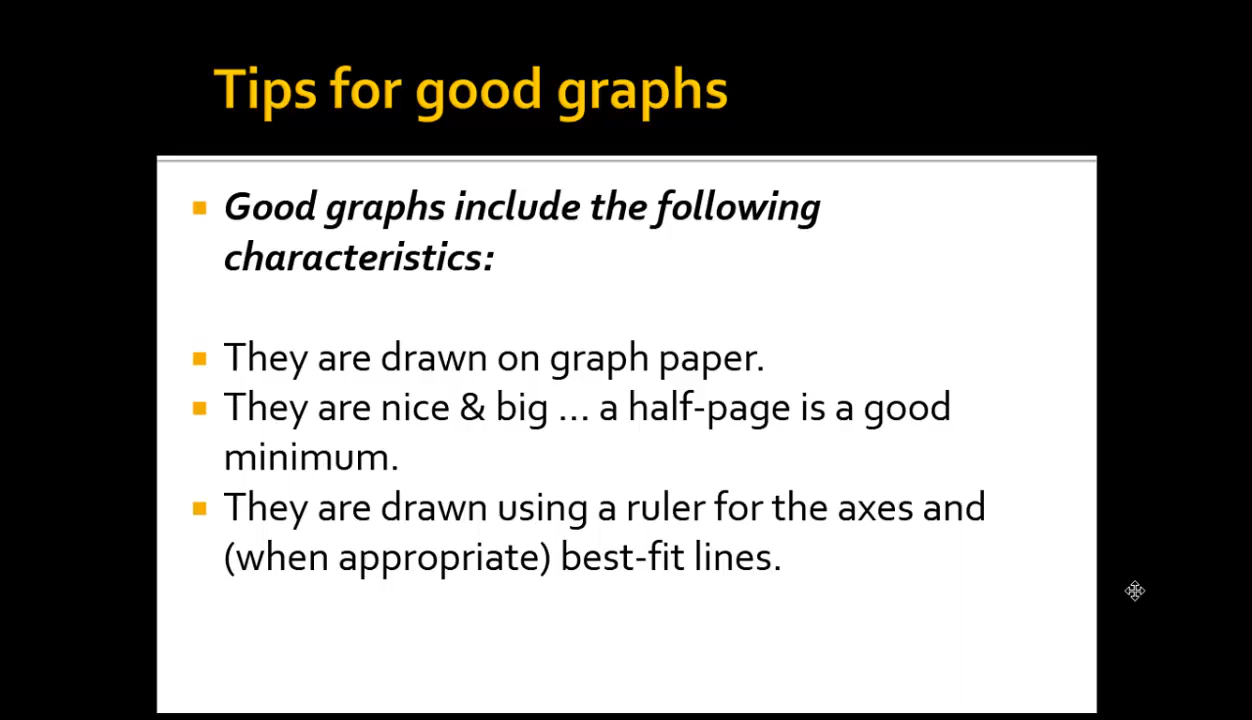 Tips for good graphs
Good graphs include the following
characteristics:
They are drawn on graph paper.
They are nice & big ... a half-page is a good
minimum.
They are drawn using a ruler for the axes and
(when appropriate) best-fit lines.